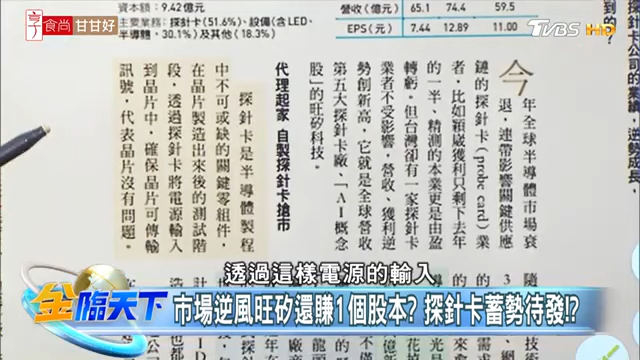 享食尚 甘甘好
TVBS HD
資本額：9.42億元
主要業務：探針卡(51.6%)、設備(含LED、
半導體，30.1%)及其他(18.3%)
營收(億元) 65.1 74.4 59.5
EPS(元) 7.44 12.89 11.00
到的？
卡公司的業績，逆勢成長，
今年全球半導體市場衰
退，連帶影響關鍵供應
鏈的探針卡（probe card）業
者，比如穎崴獲利只剩下去年
的一半、精測的本業更是由盈
轉虧。但台灣卻有一家探針卡
業者不受影響，營收、獲利逆
勢創新高，它就是全球營收
第五大探針卡廠、「AI概念
股」的旺矽科技。
代理起家 自製探針卡搶市
探針卡是半導體製程
中不可或缺的關鍵零組件，
在晶片製造出來後的測試階
段，透過探針卡將電源輸入
到晶片中，確保晶片可傳輸
訊號，代表晶片沒有問題。
透過這樣電源的輸入
金臨天下
市場逆風旺矽還賺1個股本? 探針卡蓄勢待發!?